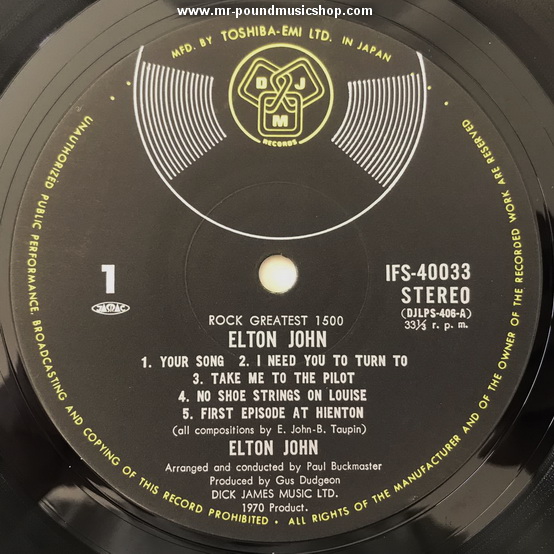 www.mr-poundmusicshop.com
MFD. BY TOSHIBA-EMI LTD. IN JAPAN
D J M
RECORDS
1
JASRAC
IFS-40033
STEREO
(DJLPS-406-A)
33⅓ r. p. m.
ROCK GREATEST 1500
ELTON JOHN
1. YOUR SONG 2. I NEED YOU TO TURN TO
3. TAKE ME TO THE PILOT
4. NO SHOE STRINGS ON LOUISE
5. FIRST EPISODE AT HIENTON
(all compositions by E. John-B. Taupin)
ELTON JOHN
Arranged and conducted by Paul Buckmaster
Produced by Gus Dudgeon
DICK JAMES MUSIC LTD.
1970 Product.
UNAUTHORIZED PUBLIC PERFORMANCE, BROADCASTING AND COPYING OF THIS RECORD PROHIBITED • ALL RIGHTS OF THE MANUFACTURER AND OF THE OWNER OF THE RECORDED WORK ARE RESERVED